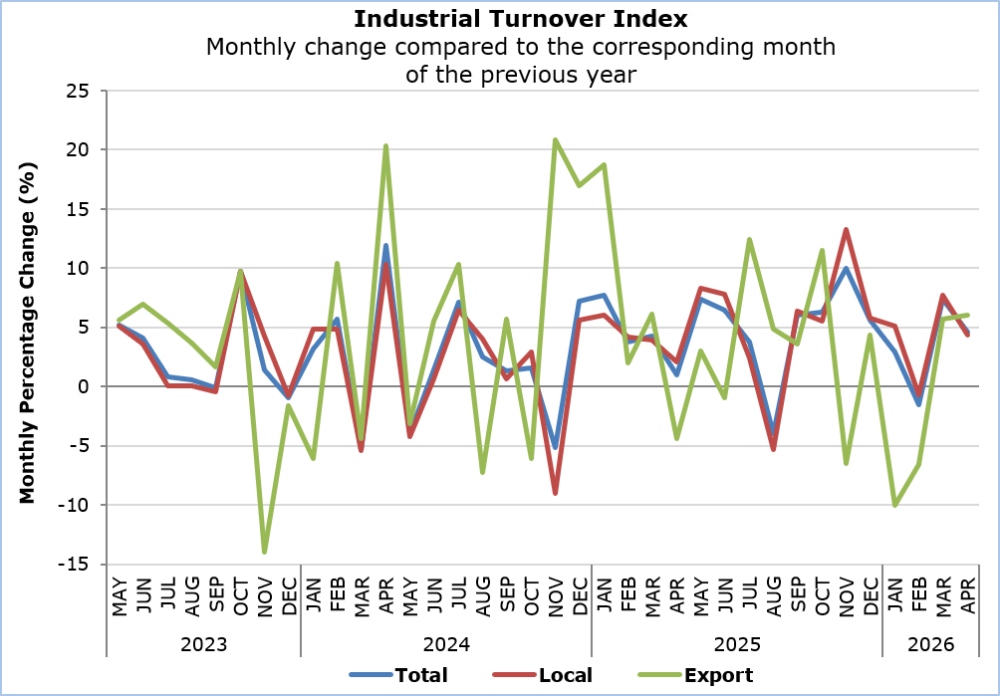 Industrial Turnover Index
Monthly change compared to the corresponding month
of the previous year
Monthly Percentage Change (%)
25
20
15
10
5
0
-5
-10
-15
MAY JUN JUL AUG SEP OCT NOV DEC JAN FEB MAR APR MAY JUN JUL AUG SEP OCT NOV DEC JAN FEB MAR APR MAY JUN JUL AUG SEP OCT NOV DEC JAN FEB MAR APR
2023 2024 2025 2026
Total Local Export